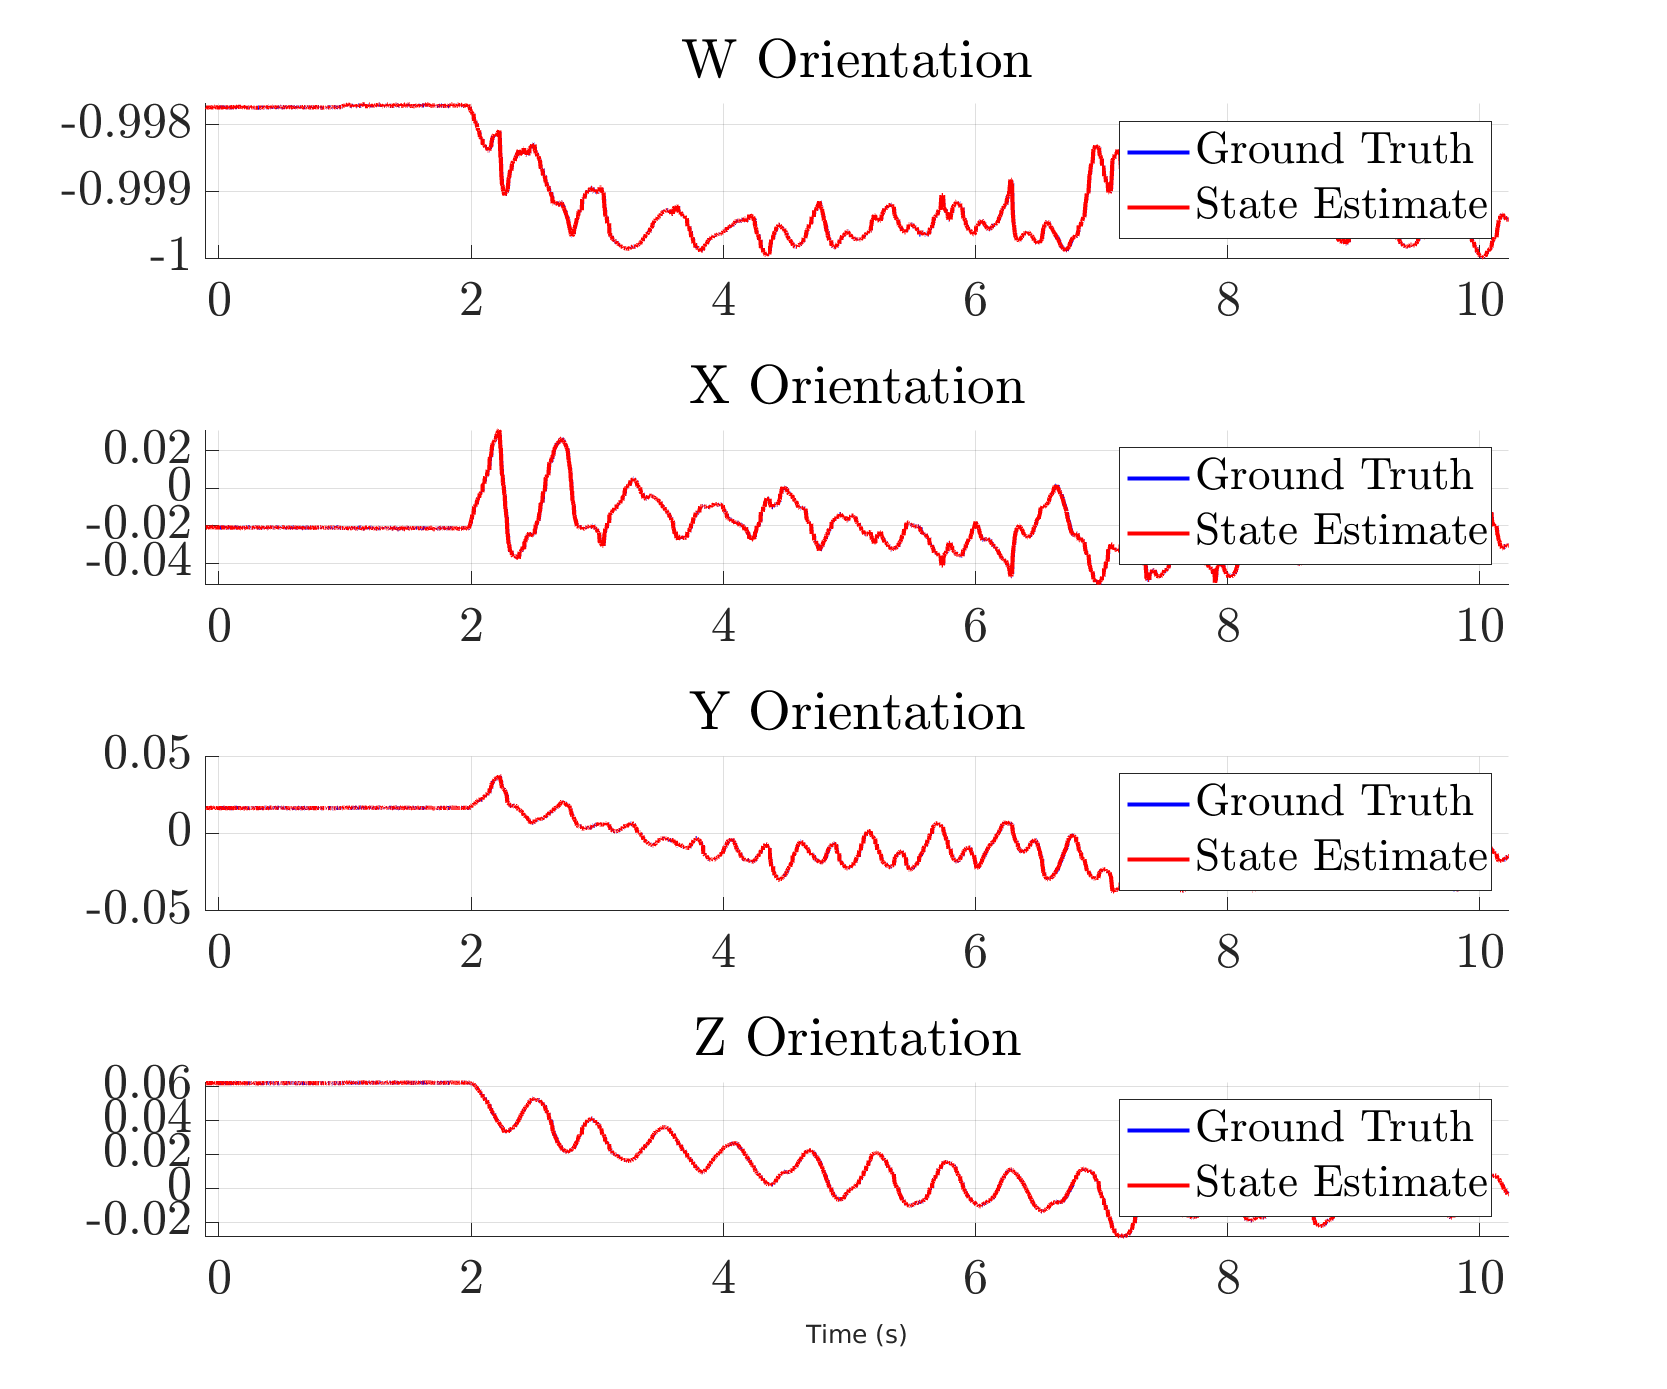 W Orientation
-0.998
-0.999
-1
Ground Truth
State Estimate
0 2 4 6 8 10
X Orientation
0.02
0
-0.02
-0.04
Ground Truth
State Estimate
0 2 4 6 8 10
Y Orientation
0.05
0
-0.05
Ground Truth
State Estimate
0 2 4 6 8 10
Z Orientation
0.06
0.04
0.02
0
-0.02
Ground Truth
State Estimate
0 2 4 6 8 10
Time (s)